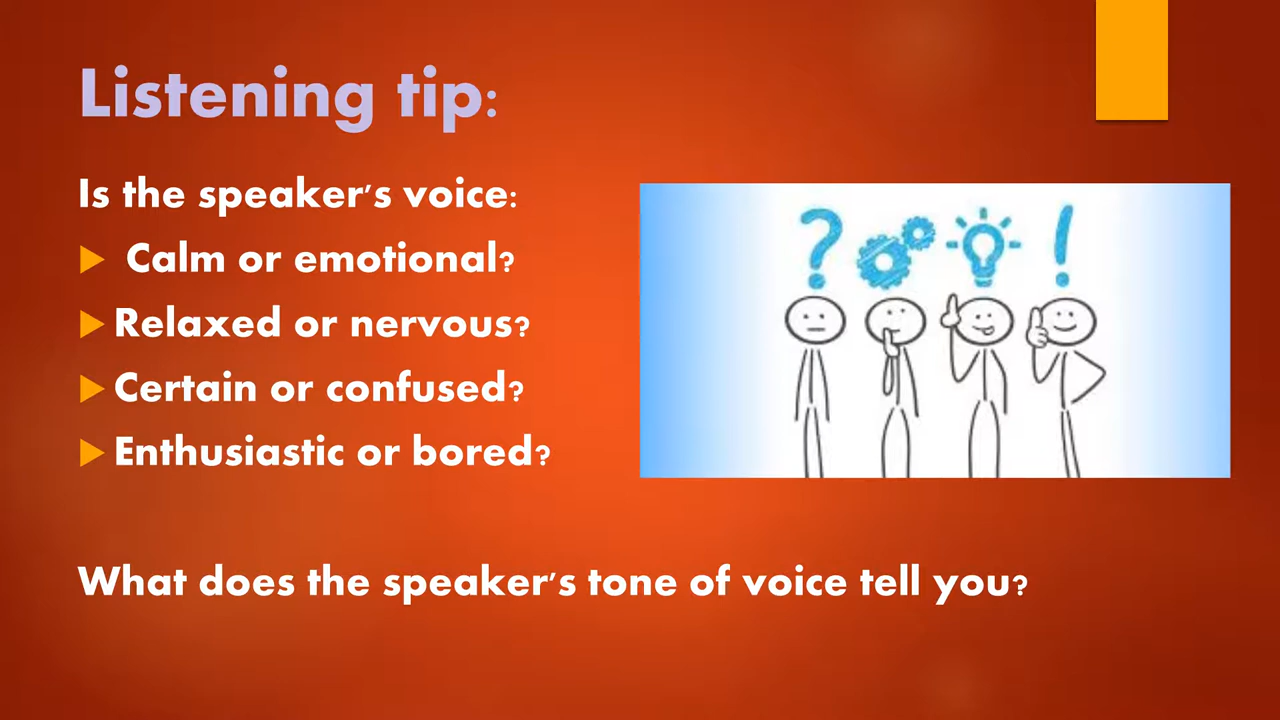 Listening tip:
Is the speaker's voice:
Calm or emotional?
Relaxed or nervous?
Certain or confused?
Enthusiastic or bored?
? !
What does the speaker's tone of voice tell you?